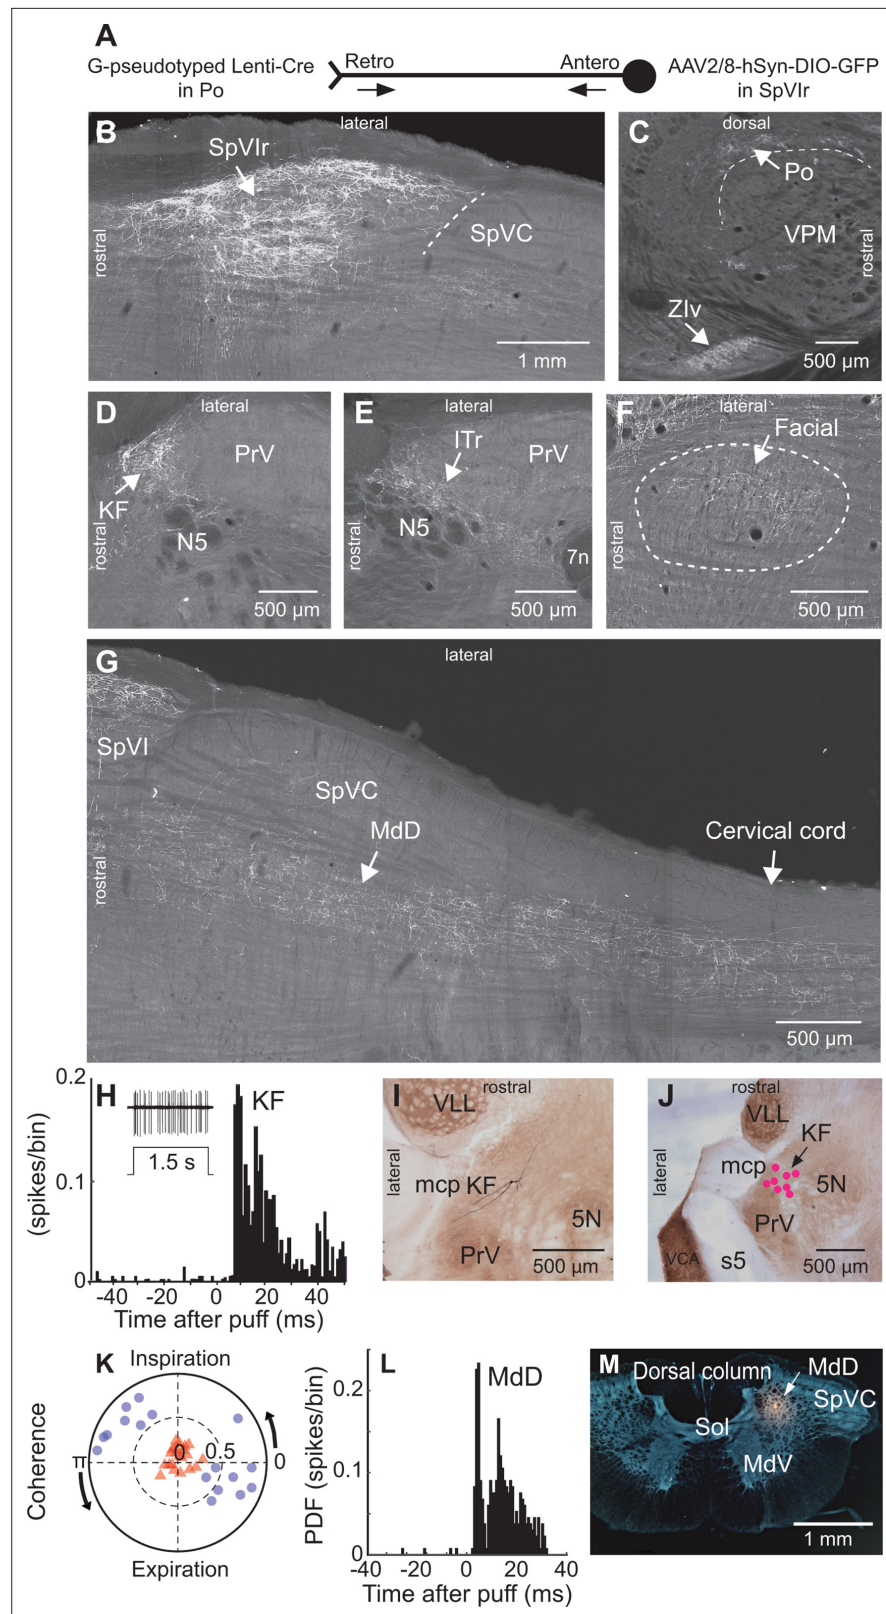 A
G-pseudotyped Lenti-Cre
in Po
Retro
Antero
AAV2/8-hSyn-DIO-GFP
in SpVIr
B
lateral
SpVIr
rostral
SpVC
1 mm
C
dorsal
Po
VPM
rostral
ZIv
500 µm
D
lateral
PrV
KF
rostral
N5
500 µm
E
lateral
ITr
PrV
N5
7n
500 µm
F
lateral
Facial
rostral
500 µm
G
lateral
SpVI
SpVC
MdD
Cervical cord
rostral
500 µm
H
KF
1.5 s
0.2
0.1
0
(spikes/bin)
-40 -20 0 20 40
Time after puff (ms)
I
rostral
VLL
lateral
mcp KF
5N
PrV
500 µm
J
rostral
VLL
KF
lateral
mcp
5N
PrV
VCA
s5
500 µm
K
Inspiration
Coherence
π
0
0.5
0
Expiration
L
MdD
0.2
0.1
0
PDF (spikes/bin)
-40 -20 0 20 40
Time after puff (ms)
M
Dorsal column
MdD
SpVC
Sol
MdV
1 mm